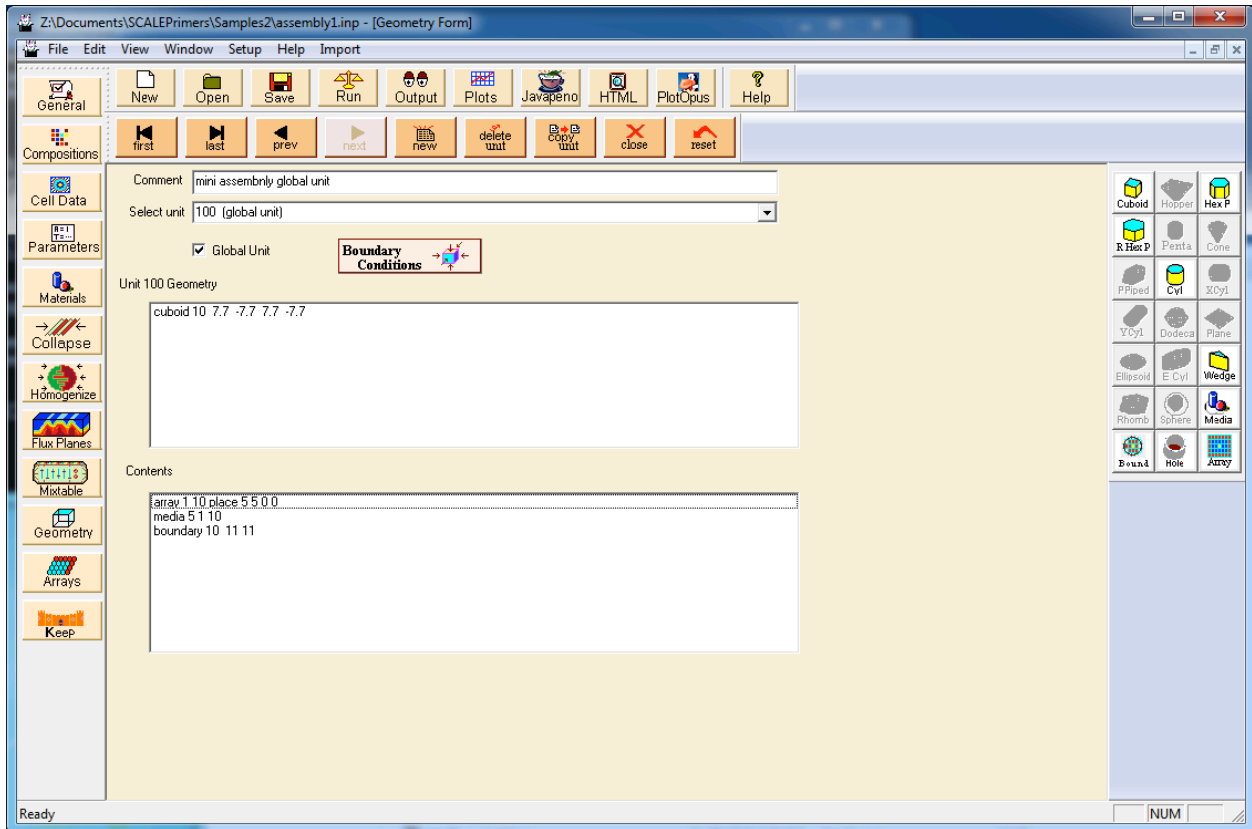 Z:\Documents\SCALEPrimers\Samples2\assembly1.inp - [Geometry Form]
File Edit View Window Setup Help Import
General
New Open Save Run Output Plots Javapeno HTML PlotOpus Help
Compositions
first last prev next new delete unit copy unit close reset
Cell Data
Parameters
Materials
Collapse
Homogenize
Flux Planes
Mixtable
Geometry
Arrays
Keep
Comment mini assembnly global unit
Select unit 100 (global unit)
Global Unit
Boundary
Conditions
Unit 100 Geometry
cuboid 10 7.7 -7.7 7.7 -7.7
Contents
array 1 10 place 5 5 0 0
media 5 1 10
boundary 10 11 11
Cuboid Hopper Hex P
R Hex P Penta Cone
PPiped Cyl XCyl
YCyl Dodeca Plane
Ellipsoid E Cyl Wedge
Rhomb Sphere Media
Bound Hole Array
Ready
NUM